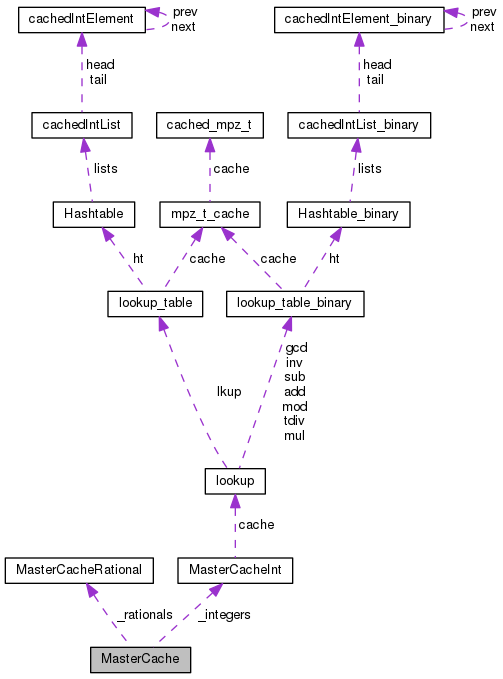 cachedIntElement
prev
next
cachedIntElement_binary
prev
next
head
tail
head
tail
cachedIntList
cached_mpz_t
cachedIntList_binary
lists
cache
lists
Hashtable
mpz_t_cache
Hashtable_binary
ht
cache
cache
ht
lookup_table
lookup_table_binary
lkup
gcd
inv
sub
add
mod
tdiv
mul
lookup
cache
MasterCacheRational
MasterCacheInt
_rationals
_integers
MasterCache